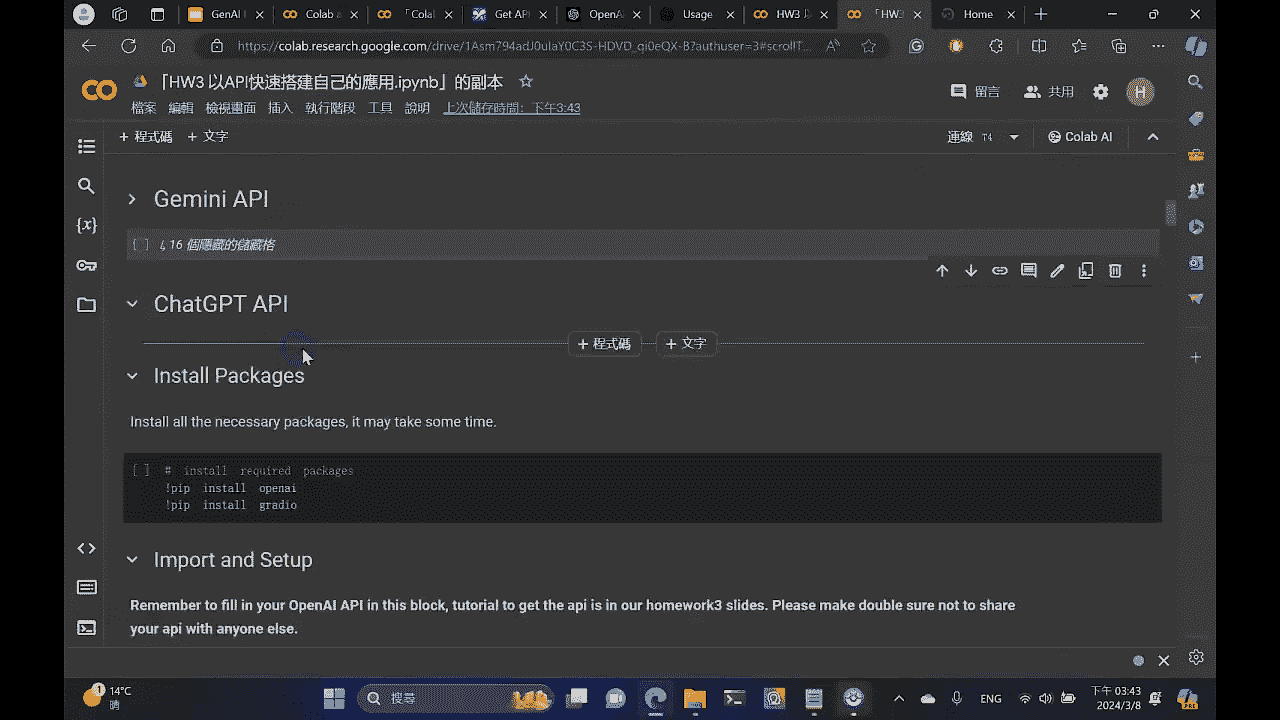 GenAI
Colab a
「Colal
Get API
OpenA
Usage
HW3
「HW3
Home
https://colab.research.google.com/drive/1Asm794adJ0ulaY0C3S-HDVD_qi0eQX-B?authuser=3#scrollT...
「HW3 以API快速搭建自己的應用.ipynb」的副本
檔案 編輯 檢視畫面 插入 執行階段 工具 說明 上次儲存時間：下午3:43
留言 共用 H
+ 程式碼 + 文字
連線 T4 Colab AI
Gemini API
[ ] ↳ 16 個隱藏的儲藏格
ChatGPT API
+ 程式碼 + 文字
Install Packages
Install all the necessary packages, it may take some time.
[ ] # install required packages
!pip install openai
!pip install gradio
Import and Setup
Remember to fill in your OpenAI API in this block, tutorial to get the api is in our homework3 slides. Please make double sure not to share
your api with anyone else.
1
14°C
搜尋
ENG
下午 03:43
2024/3/8
PRE